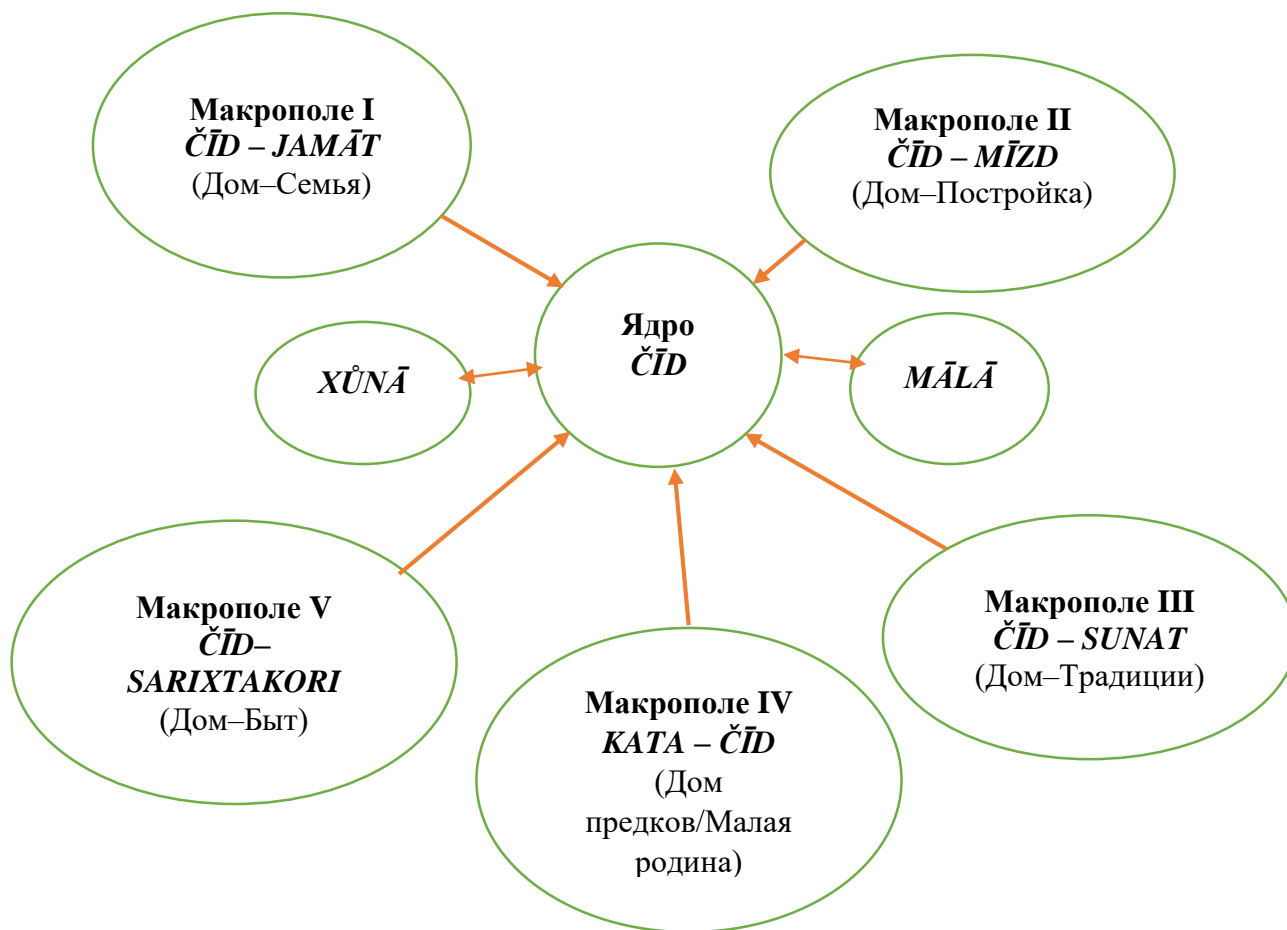 Макрополе I
ČĪD – JAMĀT
(Дом–Семья)
Макрополе II
ČĪD – MĪZD
(Дом–Постройка)
Ядро
ČĪD
XŮNĀ
MĀLĀ
Макрополе V
ČĪD–
SARIXTAKORI
(Дом–Быт)
Макрополе IV
KATA – ČĪD
(Дом
предков/Малая
родина)
Макрополе III
ČĪD – SUNAT
(Дом–Традиции)